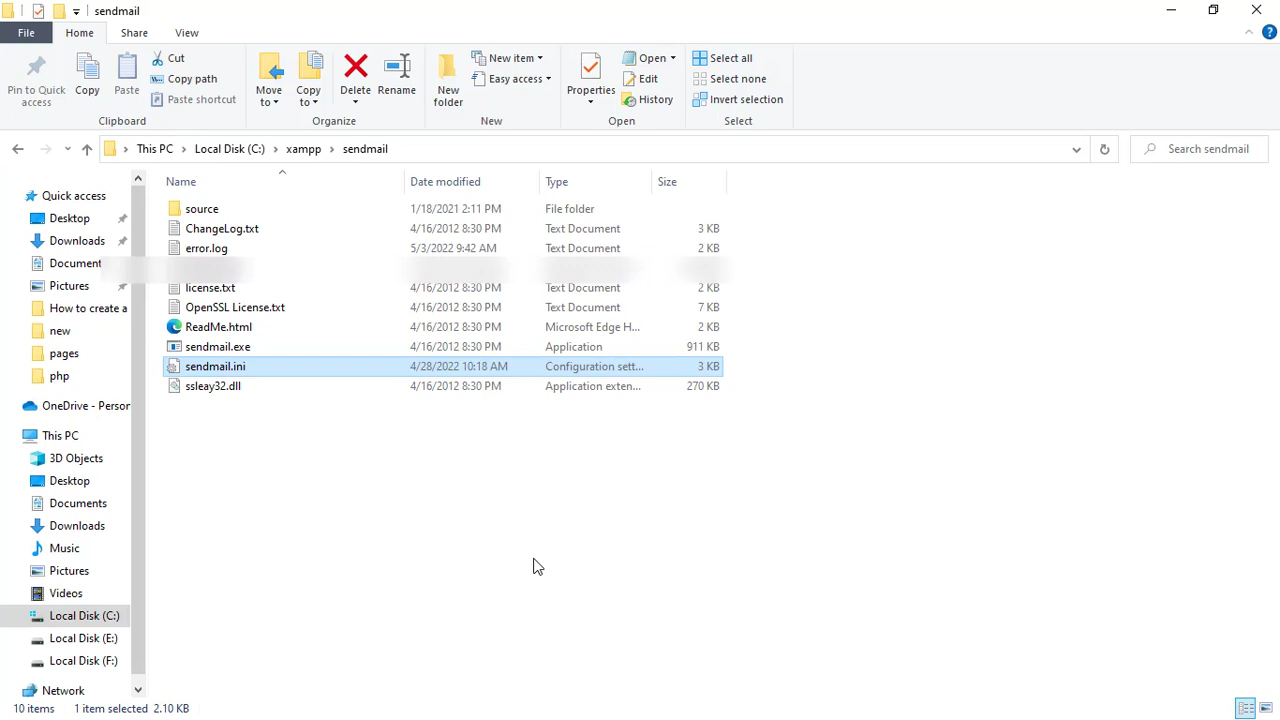 sendmail
File Home Share View
Pin to Quick access
Copy
Paste
Cut
Copy path
Paste shortcut
Clipboard
Move to
Copy to
Delete
Rename
Organize
New folder
New item
Easy access
New
Properties
Open
Edit
History
Open
Select all
Select none
Invert selection
Select
This PC > Local Disk (C:) > xampp > sendmail
Search sendmail
Name Date modified Type Size
source 1/18/2021 2:11 PM File folder
ChangeLog.txt 4/16/2012 8:30 PM Text Document 3 KB
error.log 5/3/2022 9:42 AM Text Document 2 KB
license.txt 4/16/2012 8:30 PM Text Document 2 KB
OpenSSL License.txt 4/16/2012 8:30 PM Text Document 7 KB
ReadMe.html 4/16/2012 8:30 PM Microsoft Edge H... 2 KB
sendmail.exe 4/16/2012 8:30 PM Application 911 KB
sendmail.ini 4/28/2022 10:18 AM Configuration sett... 3 KB
ssleay32.dll 4/16/2012 8:30 PM Application exten... 270 KB
Quick access
Desktop
Downloads
Document
Pictures
How to create a
new
pages
php
OneDrive - Person
This PC
3D Objects
Desktop
Documents
Downloads
Music
Pictures
Videos
Local Disk (C:)
Local Disk (E:)
Local Disk (F:)
Network
10 items 1 item selected 2.10 KB